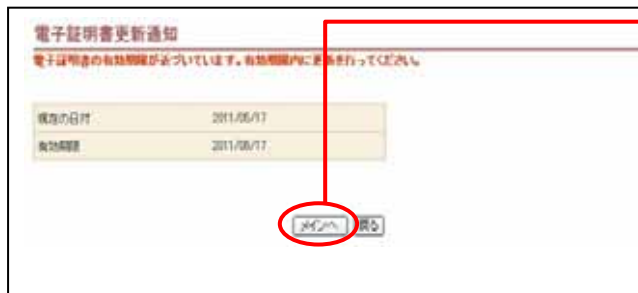 電子証明書更新通知
電子証明書の有効期限が近づいています。有効期限内に更新を行ってください。
現在の日付 2011/06/17
有効期限 2011/08/17
メインへ 戻る